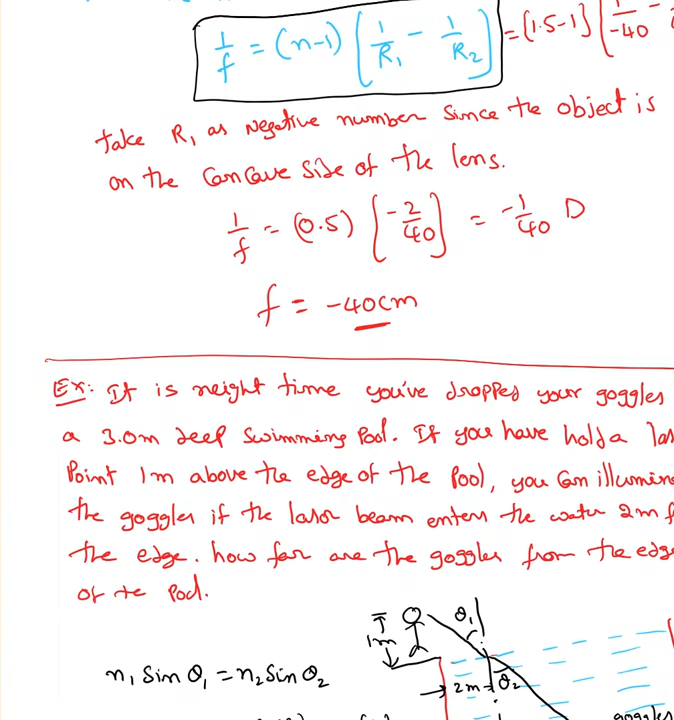 1/f = (n-1) [1/R₁ - 1/R₂] = (1.5-1) [1/-40 -
take R₁ as negative number since the object is
on the Concave side of the lens.
1/f = (0.5) [-2/40] = -1/40 D
f = -40cm
Ex: It is neight time you've dropped your goggles
a 3.0m deep swimming Pool. If you have hold a las
Point 1m above the edge of the Pool, you Can illumin
the goggles if the lasor beam enters the water 2m f
the edge. how far are the goggles from the edge
of te Pool.
θ₁
1m
n₁ Sin θ₁ = n₂ Sin θ₂
2m
θ₂
goggles